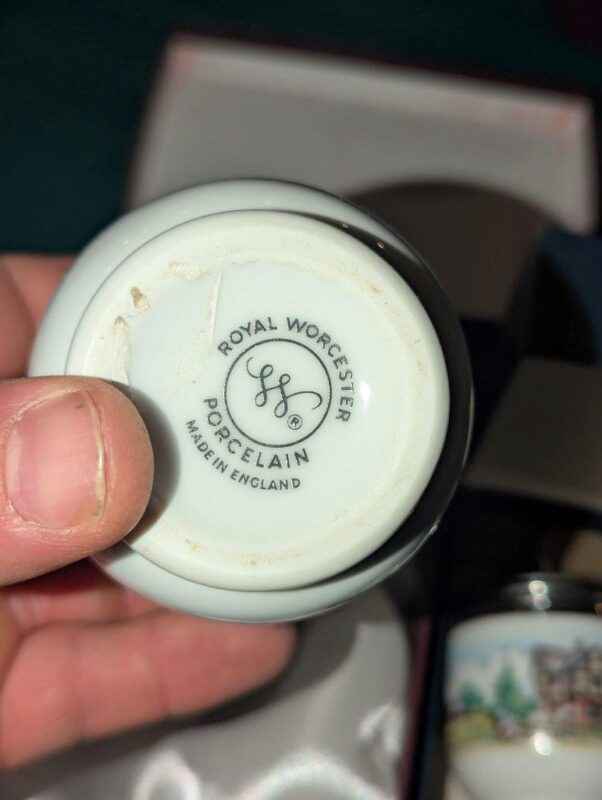 ROYAL WORCESTER
W®
PORCELAIN
MADE IN ENGLAND